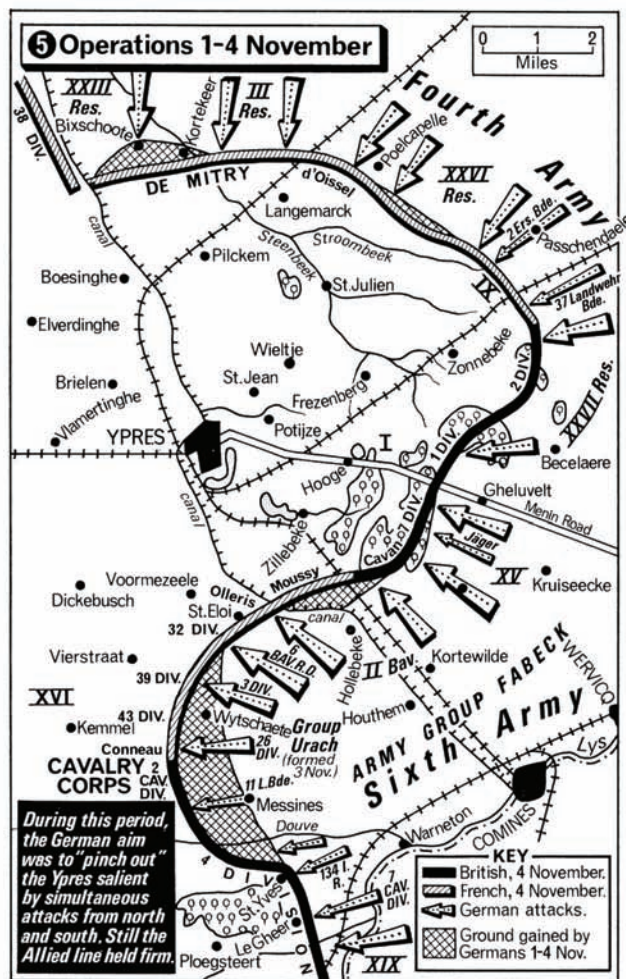 5 Operations 1-4 November
0 1 2
Miles
XXIII
Res.
Bixschoote
Kortekeer
III
Res.
38 DIV.
Fourth
Army
Poelcapelle
XXVI
Res.
DE MITRY
d'Oissel
Langemarck
2 Ers. Bde.
Passchendaele
canal
Steenbeek
Stroombeek
Pilckem
Boesinghe
St.Julien
IX
37 Landwehr
Bde.
Elverdinghe
Wieltje
Zonnebeke
Brielen
St.Jean
Frezenberg
2 DIV.
XXVII Res.
Vlamertinghe
YPRES
Potijze
I
1 DIV.
Becelaere
Hooge
Gheluvelt
Menin Road
canal
Zillebeke
7 DIV.
Jäger
Cavan
XV
Kruiseecke
Voormezeele
Dickebusch
Olleris
Moussy
St.Eloi
canal
32 DIV.
Hollebeke
II Bav.
Kortewilde
Vierstraat
6
BAV.R.D.
39 DIV.
3 DIV.
Houthem
WERVICQ
XVI
Wytschaete
Group
Urach
(formed
3 Nov.)
ARMY GROUP FABECK
Sixth Army
43 DIV.
Kemmel
26
DIV.
Lys
Conneau
CAVALRY
CORPS
2
CAV.
DIV.
11 L.Bde.
Messines
Douve
Warneton
COMINES
During this period,
the German aim
was to "pinch out"
the Ypres salient
by simultaneous
attacks from north
and south. Still the
Allied line held firm.
4 DIVISION
134 I.
R.
7
CAV.
DIV.
St.Yves
Le Gheer
Ploegsteert
XIX
KEY
British, 4 November.
French, 4 November.
German attacks.
Ground gained by
Germans 1-4 Nov.